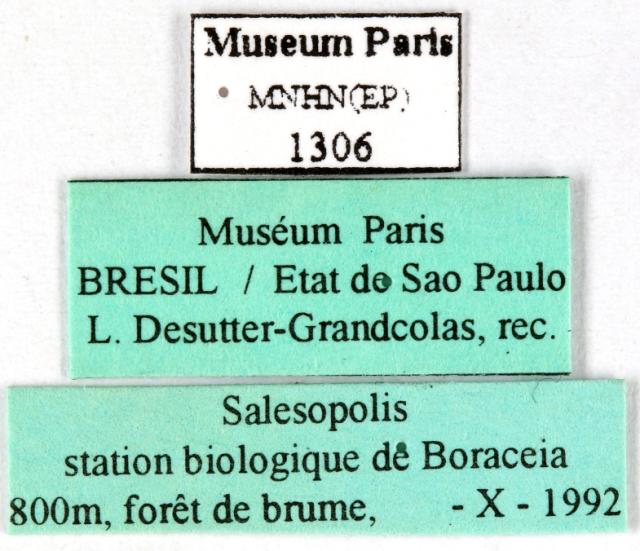 Museum Paris
MNHN(EP)
1306
Muséum Paris
BRESIL / Etat de Sao Paulo
L. Desutter-Grandcolas, rec.
Salesopolis
station biologique de Boraceia
800m, forêt de brume, - X - 1992